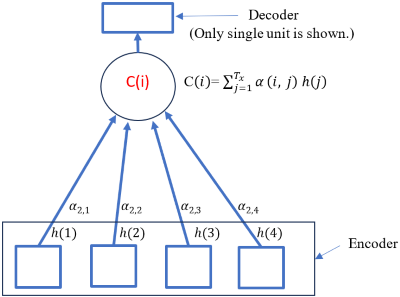 Decoder
(Only single unit is shown.)
C(i)
C(i)= ∑_{j=1}^{T_x} α (i, j) h(j)
α_{2,1} α_{2,2} α_{2,3} α_{2,4}
h(1) h(2) h(3) h(4)
Encoder